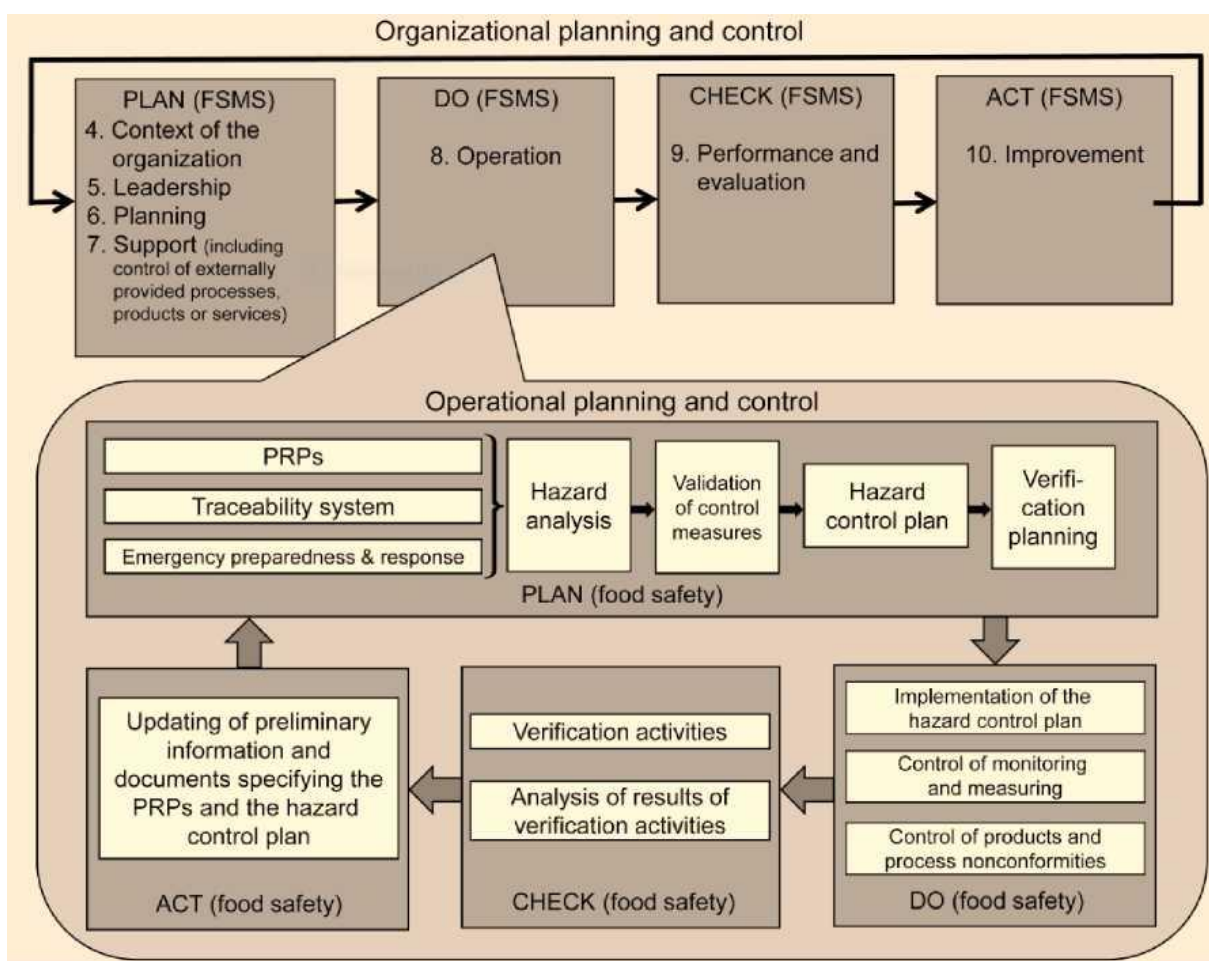 Organizational planning and control
PLAN (FSMS)
4. Context of the
organization
5. Leadership
6. Planning
7. Support (including
control of externally
provided processes,
products or services)
DO (FSMS)
8. Operation
CHECK (FSMS)
9. Performance and
evaluation
ACT (FSMS)
10. Improvement
Operational planning and control
PRPs
Traceability system
Emergency preparedness & response
Hazard
analysis
Validation
of control
measures
Hazard
control plan
Verifi-
cation
planning
PLAN (food safety)
Implementation of the
hazard control plan
Control of monitoring
and measuring
Control of products and
process nonconformities
DO (food safety)
Verification activities
Analysis of results of
verification activities
CHECK (food safety)
Updating of preliminary
information and
documents specifying the
PRPs and the hazard
control plan
ACT (food safety)